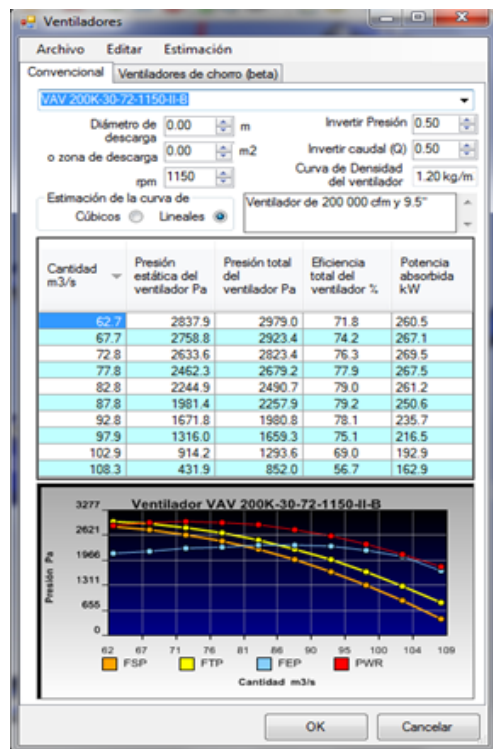 Ventiladores
Archivo Editar Estimación
Convencional Ventiladores de chorro (beta)
VAV 200K-30-72-1150-II-B
Diámetro de descarga 0.00 m Invertir Presión 0.50
o zona de descarga 0.00 m2 Invertir caudal (Q) 0.50
rpm 1150 Curva de Densidad del ventilador 1.20 kg/m
Estimación de la curva de
Cúbicos Lineales
Ventilador de 200 000 cfm y 9.5"
Cantidad m3/s Presión estática del ventilador Pa Presión total del ventilador Pa Eficiencia total del ventilador % Potencia absorbida kW
62.7 2837.9 2979.0 71.8 260.5
67.7 2758.8 2923.4 74.2 267.1
72.8 2633.6 2823.4 76.3 269.5
77.8 2462.3 2679.2 77.9 267.5
82.8 2244.9 2490.7 79.0 261.2
87.8 1981.4 2257.9 79.2 250.6
92.8 1671.8 1980.8 78.1 235.7
97.9 1316.0 1659.3 75.1 216.5
102.9 914.2 1293.6 69.0 192.9
108.3 431.9 852.0 56.7 162.9
Ventilador VAV 200K-30-72-1150-II-B
Presión Pa
3277
2621
1966
1311
655
0
62 67 71 76 81 86 90 95 100 104 109
FSP FTP FEP PWR
Cantidad m3/s
OK Cancelar